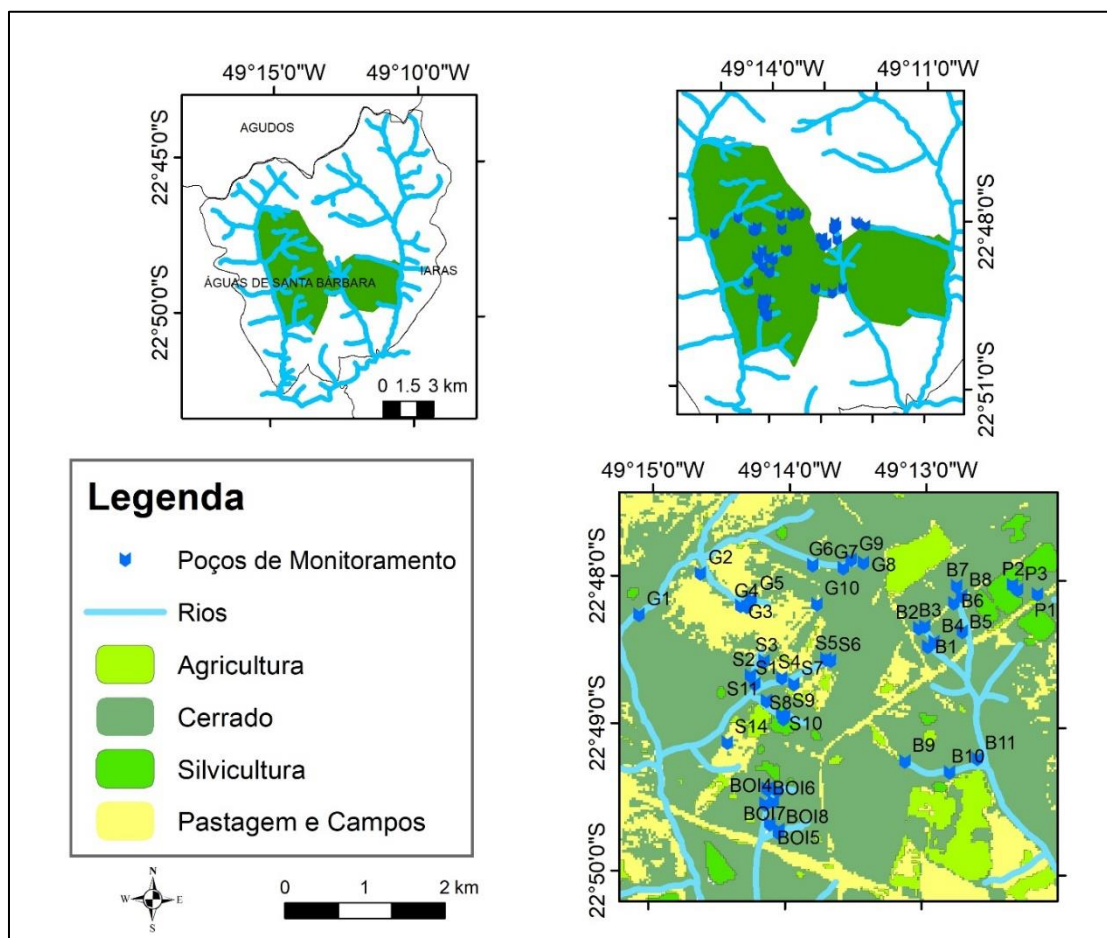 49°15'0"W 49°10'0"W
22°45'0"S
22°50'0"S
AGUDOS
IARAS
ÁGUAS DE SANTA BÁRBARA
0 1.5 3 km
49°14'0"W 49°11'0"W
22°48'0"S
22°51'0"S
Legenda
Poços de Monitoramento
Rios
Agricultura
Cerrado
Silvicultura
Pastagem e Campos
N
W E
S
0 1 2 km
49°15'0"W 49°14'0"W 49°13'0"W
22°48'0"S
22°49'0"S
22°50'0"S
G9
G6 G7
G8
G2
G5
G4
G3
G10
G1
B7
B8
B6
P2
P3
P1
B2 B3
B4 B5
B1
S3
S5 S6
S2
S4
S1 S7
S11
S9
S8
S10
S14
B9
B11
B10
BOI4 BOI6
BOI7 BOI8
BOI5